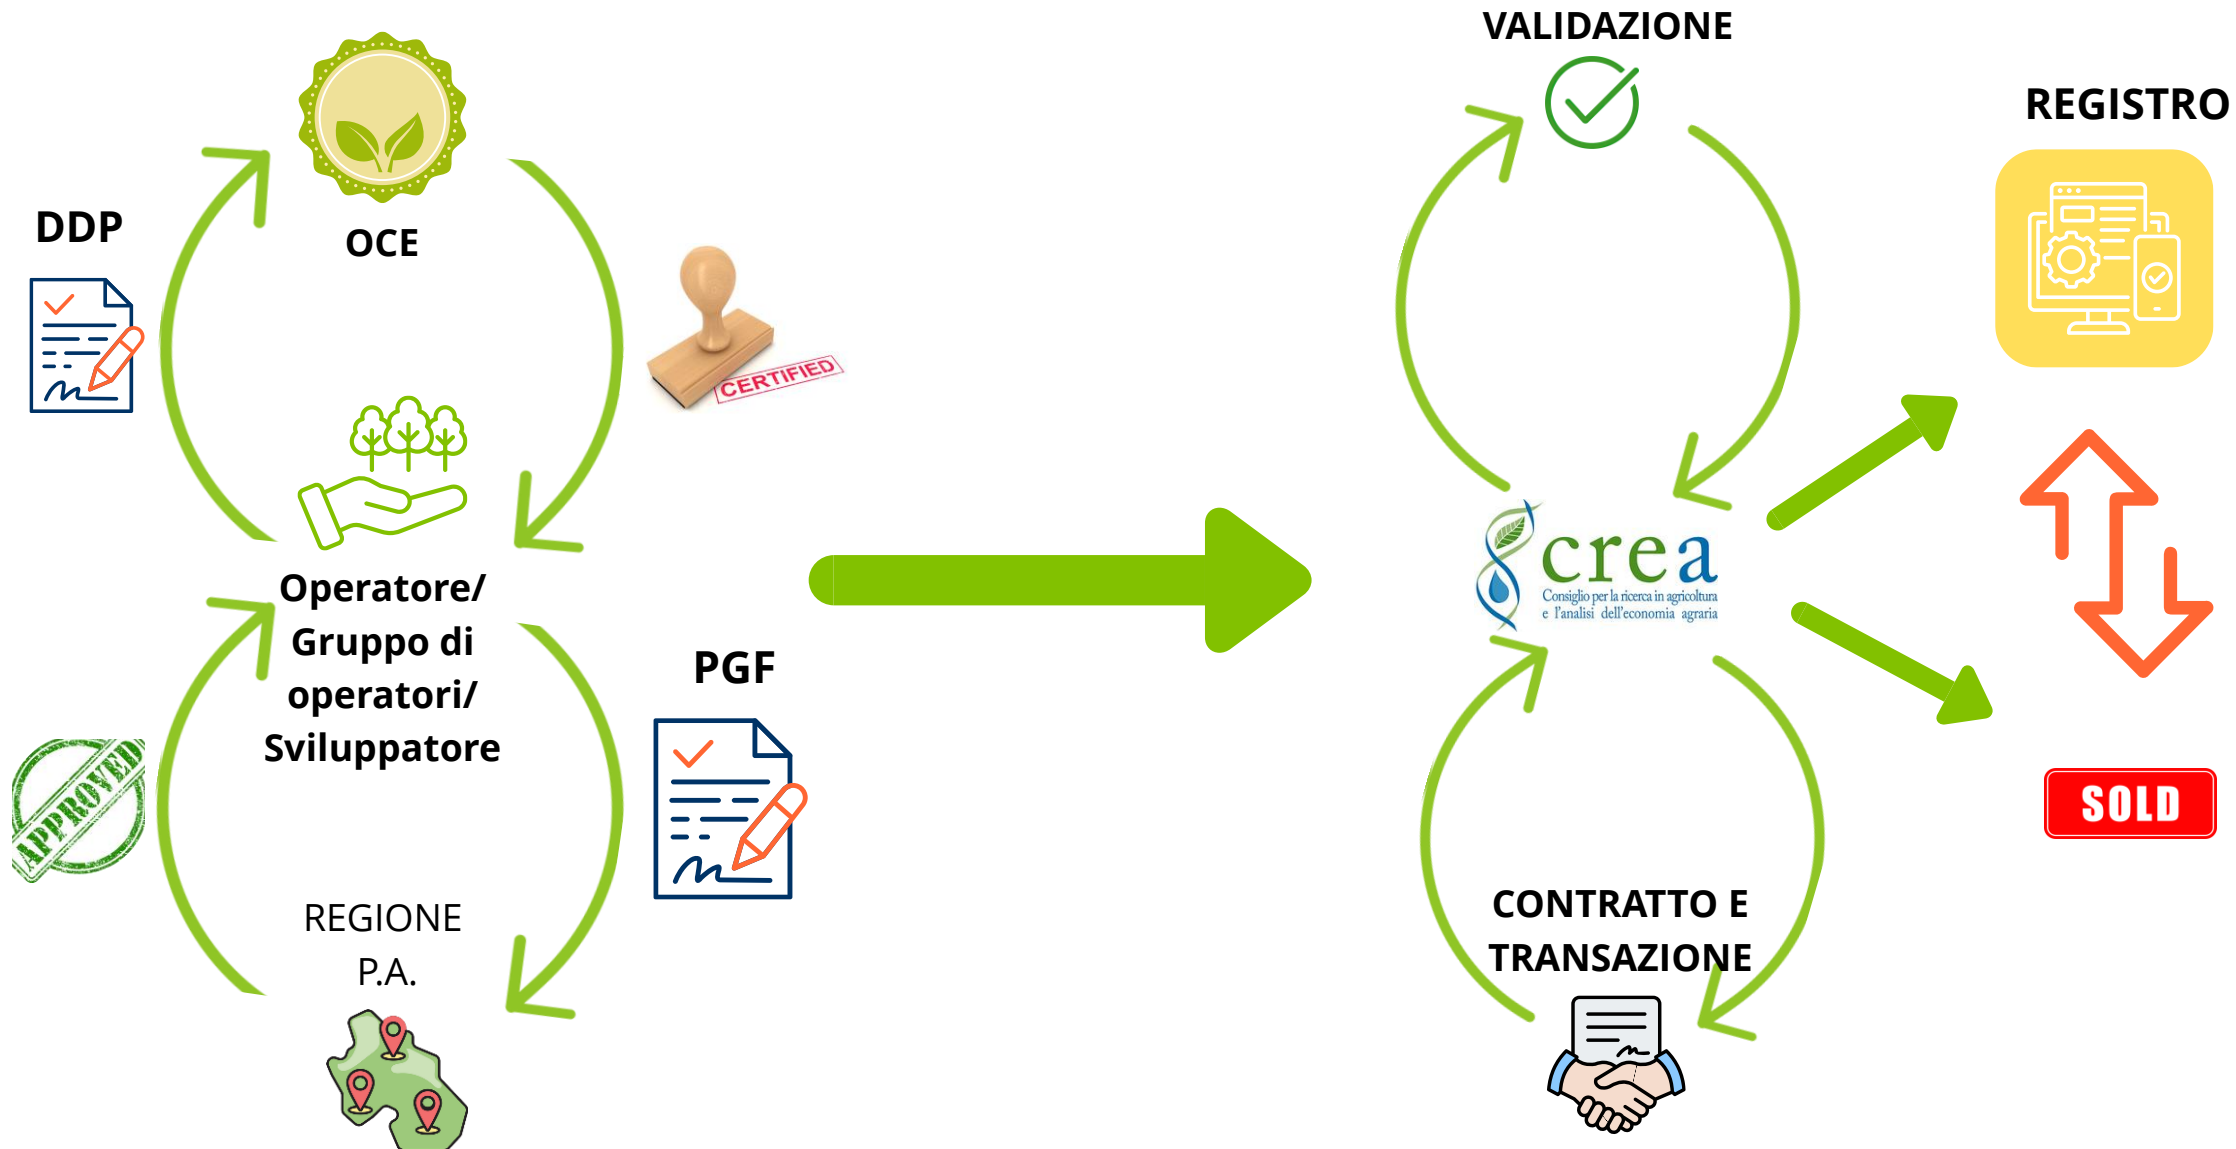 VALIDAZIONE
REGISTRO
DDP
OCE
CERTIFIED
crea
Consiglio per la ricerca in agricoltura
e l'analisi dell'economia agraria
Operatore/
Gruppo di
operatori/
Sviluppatore
PGF
APPROVED
SOLD
REGIONE
P.A.
CONTRATTO E
TRANSAZIONE